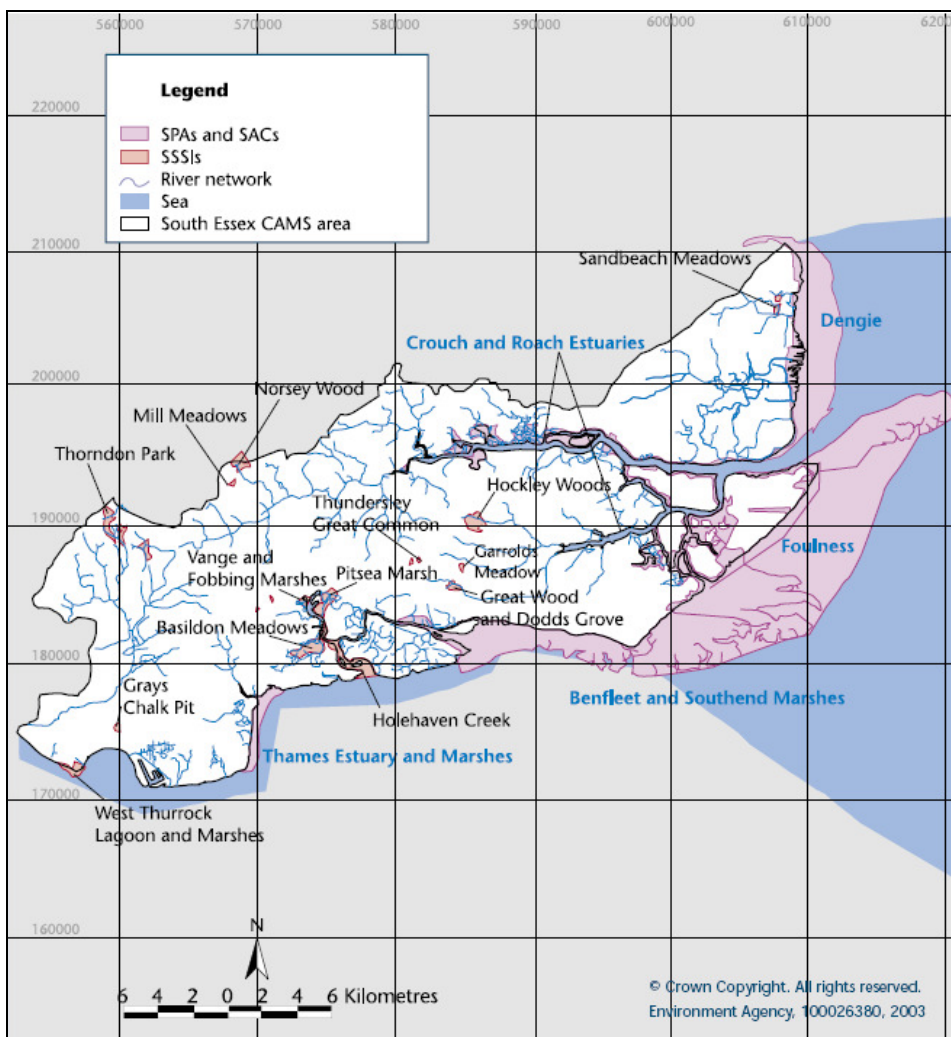 560000
570000
580000
590000
600000
610000
6200
Legend
SPAs and SACs
SSSIs
River network
Sea
South Essex CAMS area
220000
210000
Sandbeach Meadows
Dengie
Crouch and Roach Estuaries
200000
Norsey Wood
Mill Meadows
Thorndon Park
Hockley Woods
Thundersley
Great Common
190000
Vange and
Fobbing Marshes
Pitsea Marsh
Garrolds
Meadow
Foulness
Great Wood
and Dodds Grove
Basildon Meadows
180000
Grays
Chalk Pit
Benfleet and Southend Marshes
Holehaven Creek
Thames Estuary and Marshes
170000
West Thurrock
Lagoon and Marshes
160000
N
6 4 2 0 2 4 6 Kilometres
© Crown Copyright. All rights reserved.
Environment Agency, 100026380, 2003